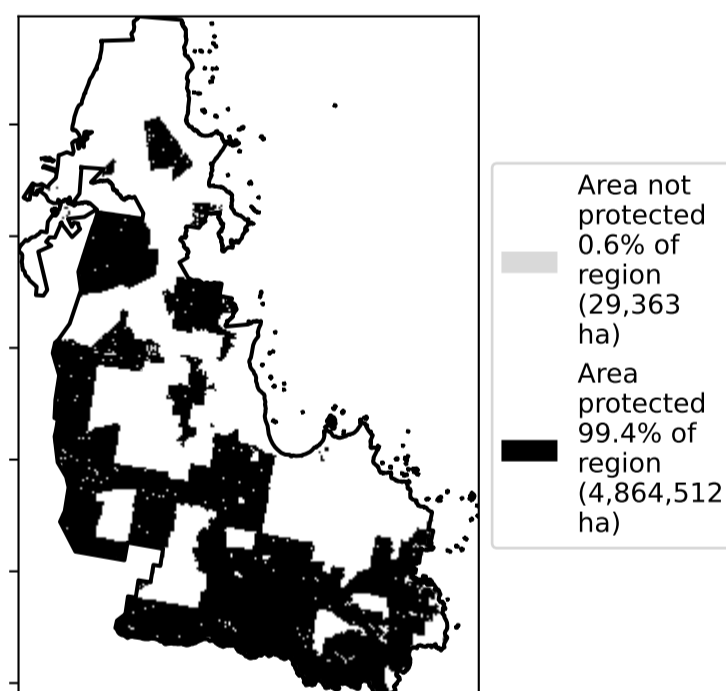 Area not
protected
0.6% of
region
(29,363
ha)
Area
protected
99.4% of
region
(4,864,512
ha)